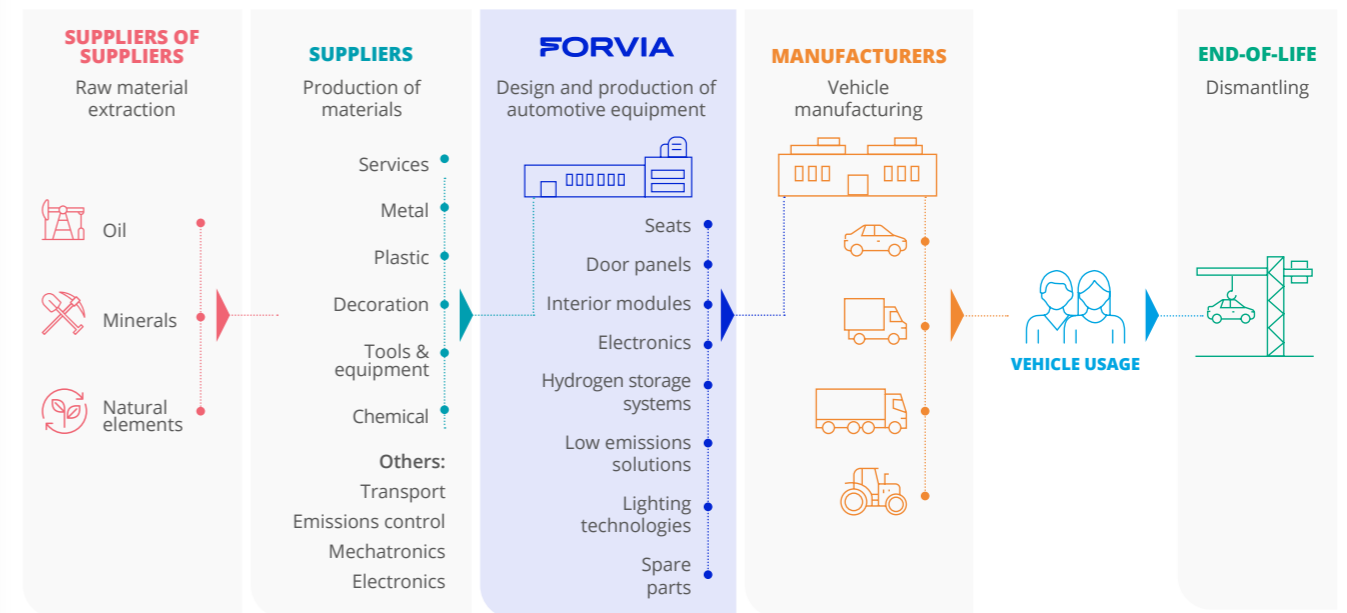 SUPPLIERS OF
SUPPLIERS
Raw material
extraction
Oil
Minerals
Natural
elements
SUPPLIERS
Production of
materials
Services
Metal
Plastic
Decoration
Tools &
equipment
Chemical
Others:
Transport
Emissions control
Mechatronics
Electronics
FORVIA
Design and production of
automotive equipment
Seats
Door panels
Interior modules
Electronics
Hydrogen storage
systems
Low emissions
solutions
Lighting
technologies
Spare
parts
MANUFACTURERS
Vehicle
manufacturing
VEHICLE USAGE
END-OF-LIFE
Dismantling